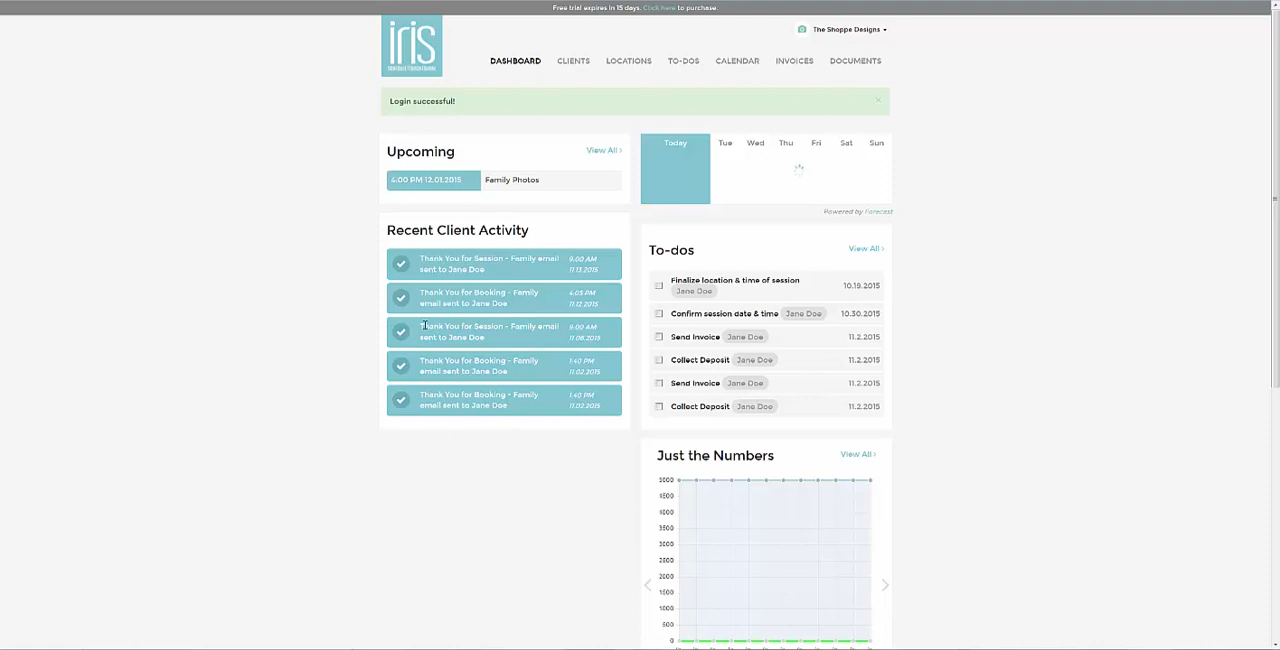 Free trial expires in 15 days. Click here to purchase.
iris
The Shoppe Designs
DASHBOARD CLIENTS LOCATIONS TO-DOS CALENDAR INVOICES DOCUMENTS
Login successful!
×
Upcoming
View All ›
4:00 PM 12.01.2015 Family Photos
Today Tue Wed Thu Fri Sat Sun
Powered by Forecast
Recent Client Activity
Thank You for Session - Family email
sent to Jane Doe
9:00 AM
11.13.2015
Thank You for Booking - Family
email sent to Jane Doe
4:05 PM
11.12.2015
Thank You for Session - Family email
sent to Jane Doe
9:00 AM
11.06.2015
Thank You for Booking - Family
email sent to Jane Doe
1:40 PM
11.02.2015
Thank You for Booking - Family
email sent to Jane Doe
1:40 PM
11.02.2015
To-dos
View All ›
Finalize location & time of session
Jane Doe
10.19.2015
Confirm session date & time Jane Doe 10.30.2015
Send Invoice Jane Doe 11.2.2015
Collect Deposit Jane Doe 11.2.2015
Send Invoice Jane Doe 11.2.2015
Collect Deposit Jane Doe 11.2.2015
Just the Numbers
View All ›
5000
4500
4000
3500
3000
2500
2000
1500
1000
500
0